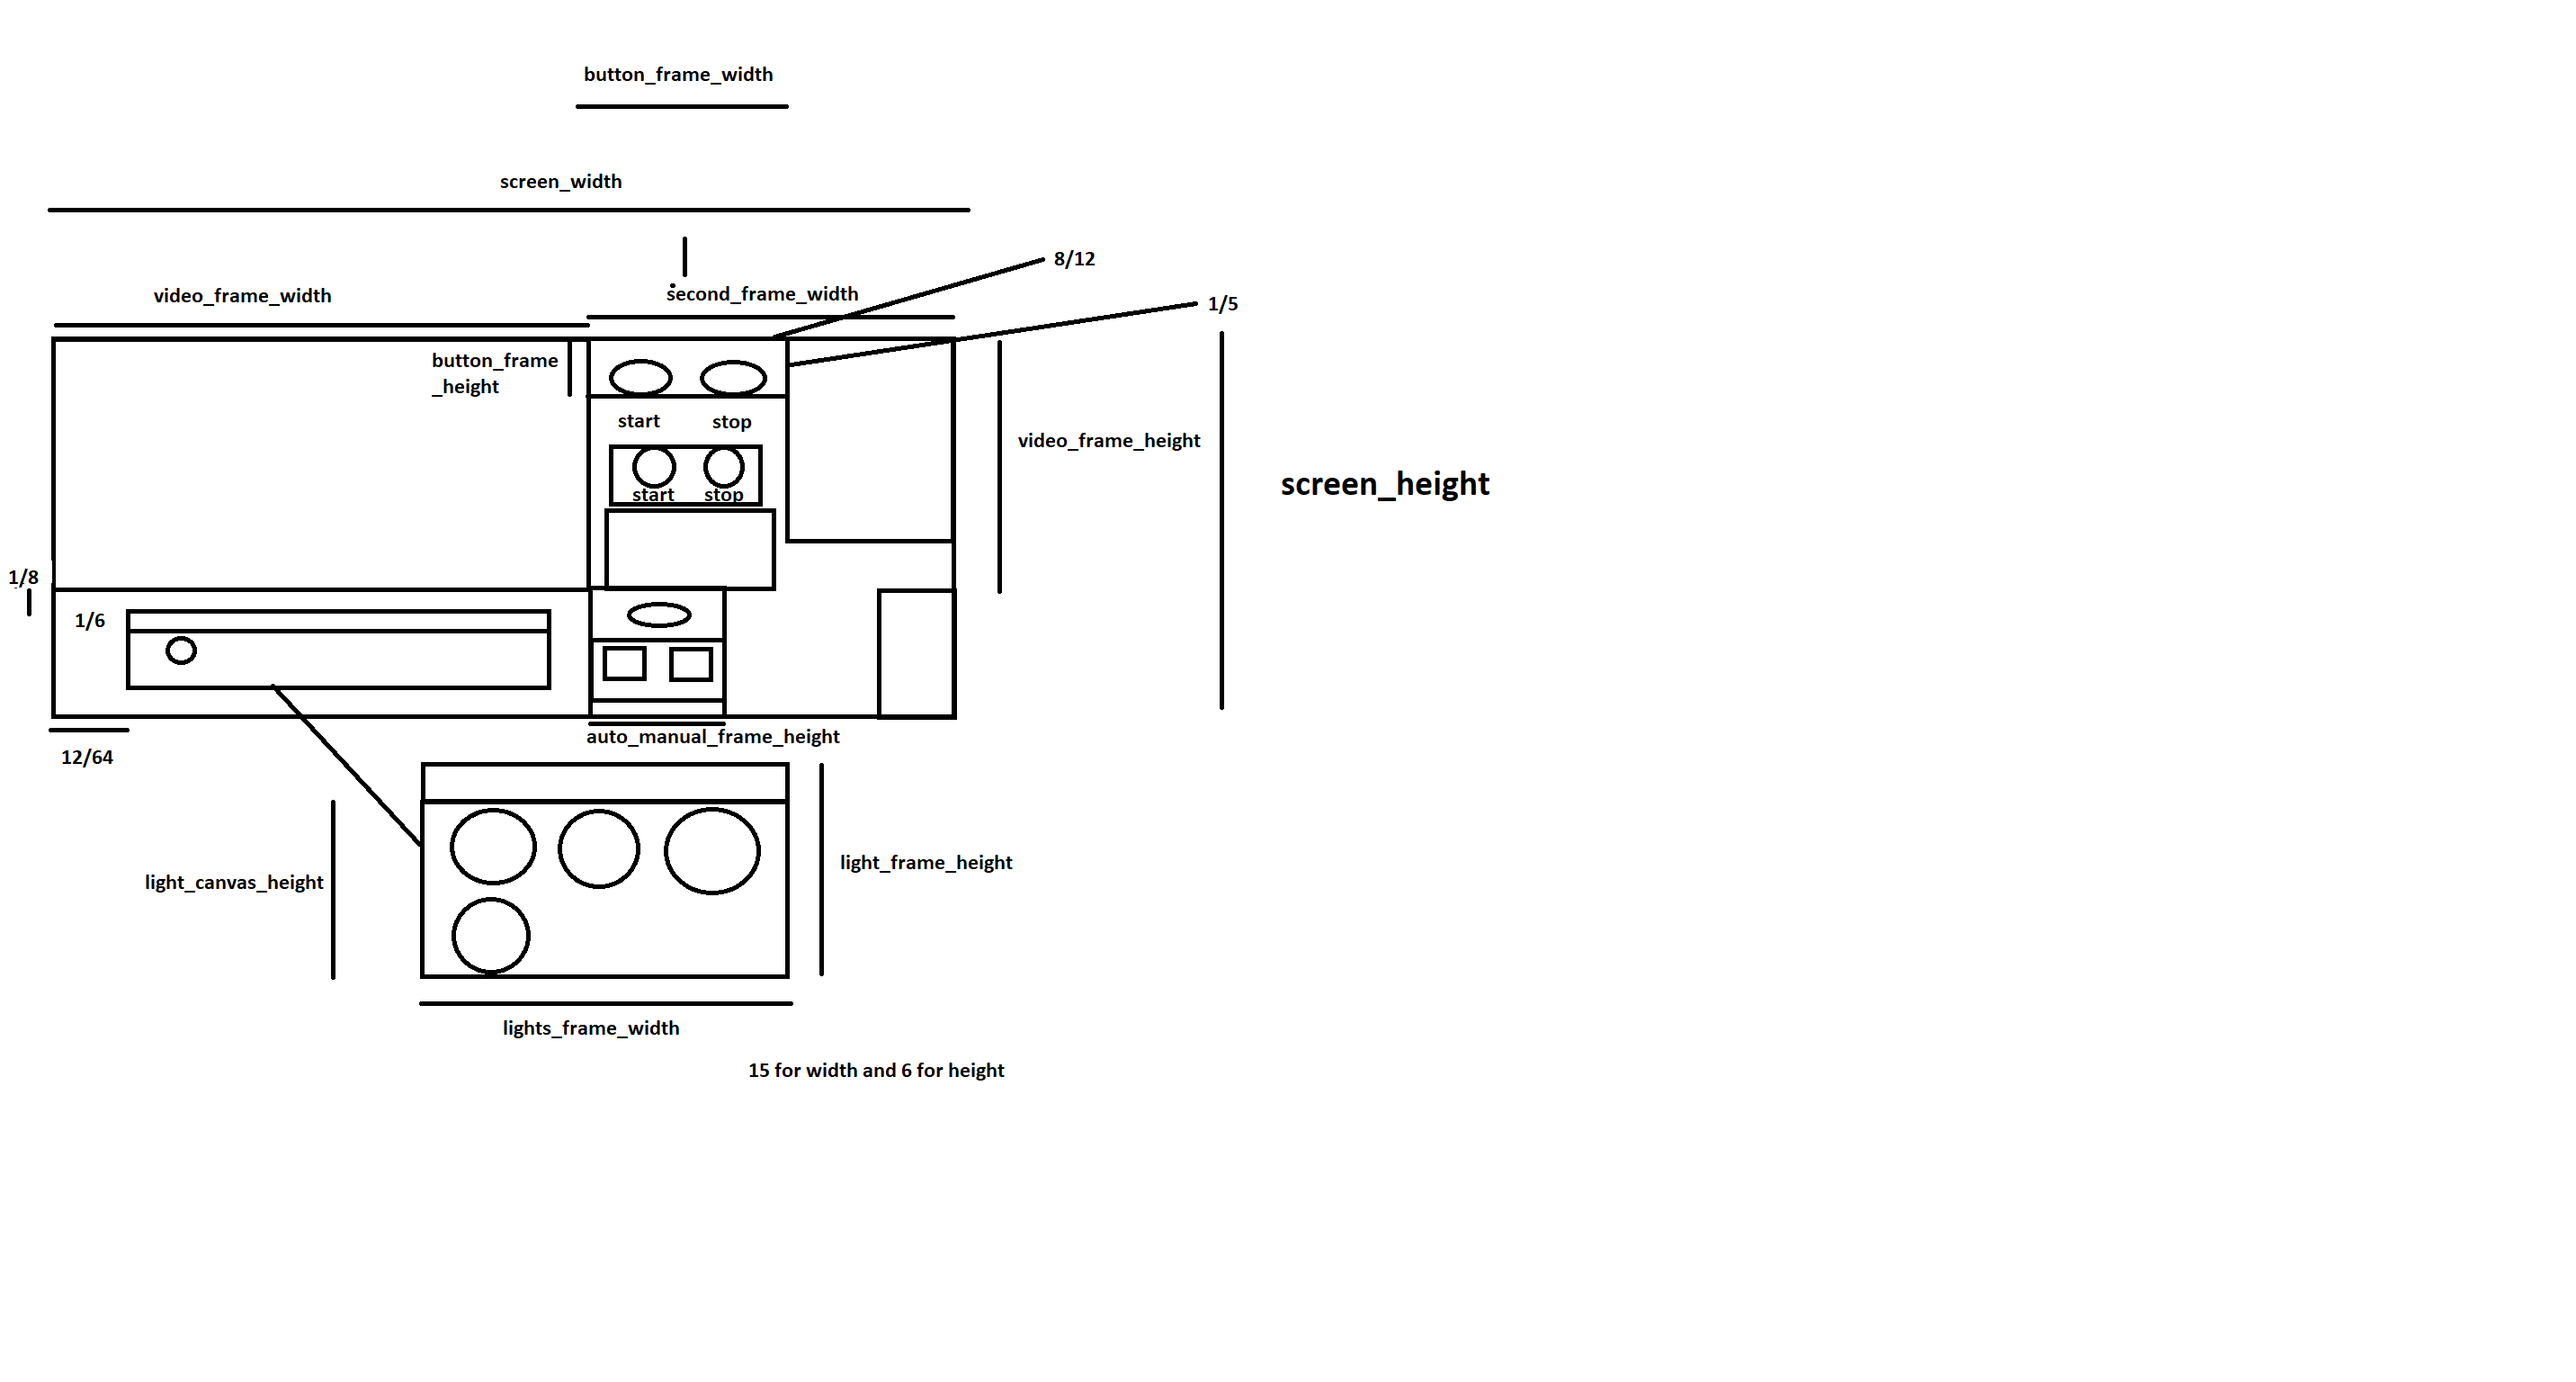 button_frame_width
screen_width
8/12
video_frame_width
second_frame_width
1/5
button_frame
_height
start stop
video_frame_height
screen_height
start stop
1/8
1/6
auto_manual_frame_height
12/64
light_frame_height
light_canvas_height
lights_frame_width
15 for width and 6 for height